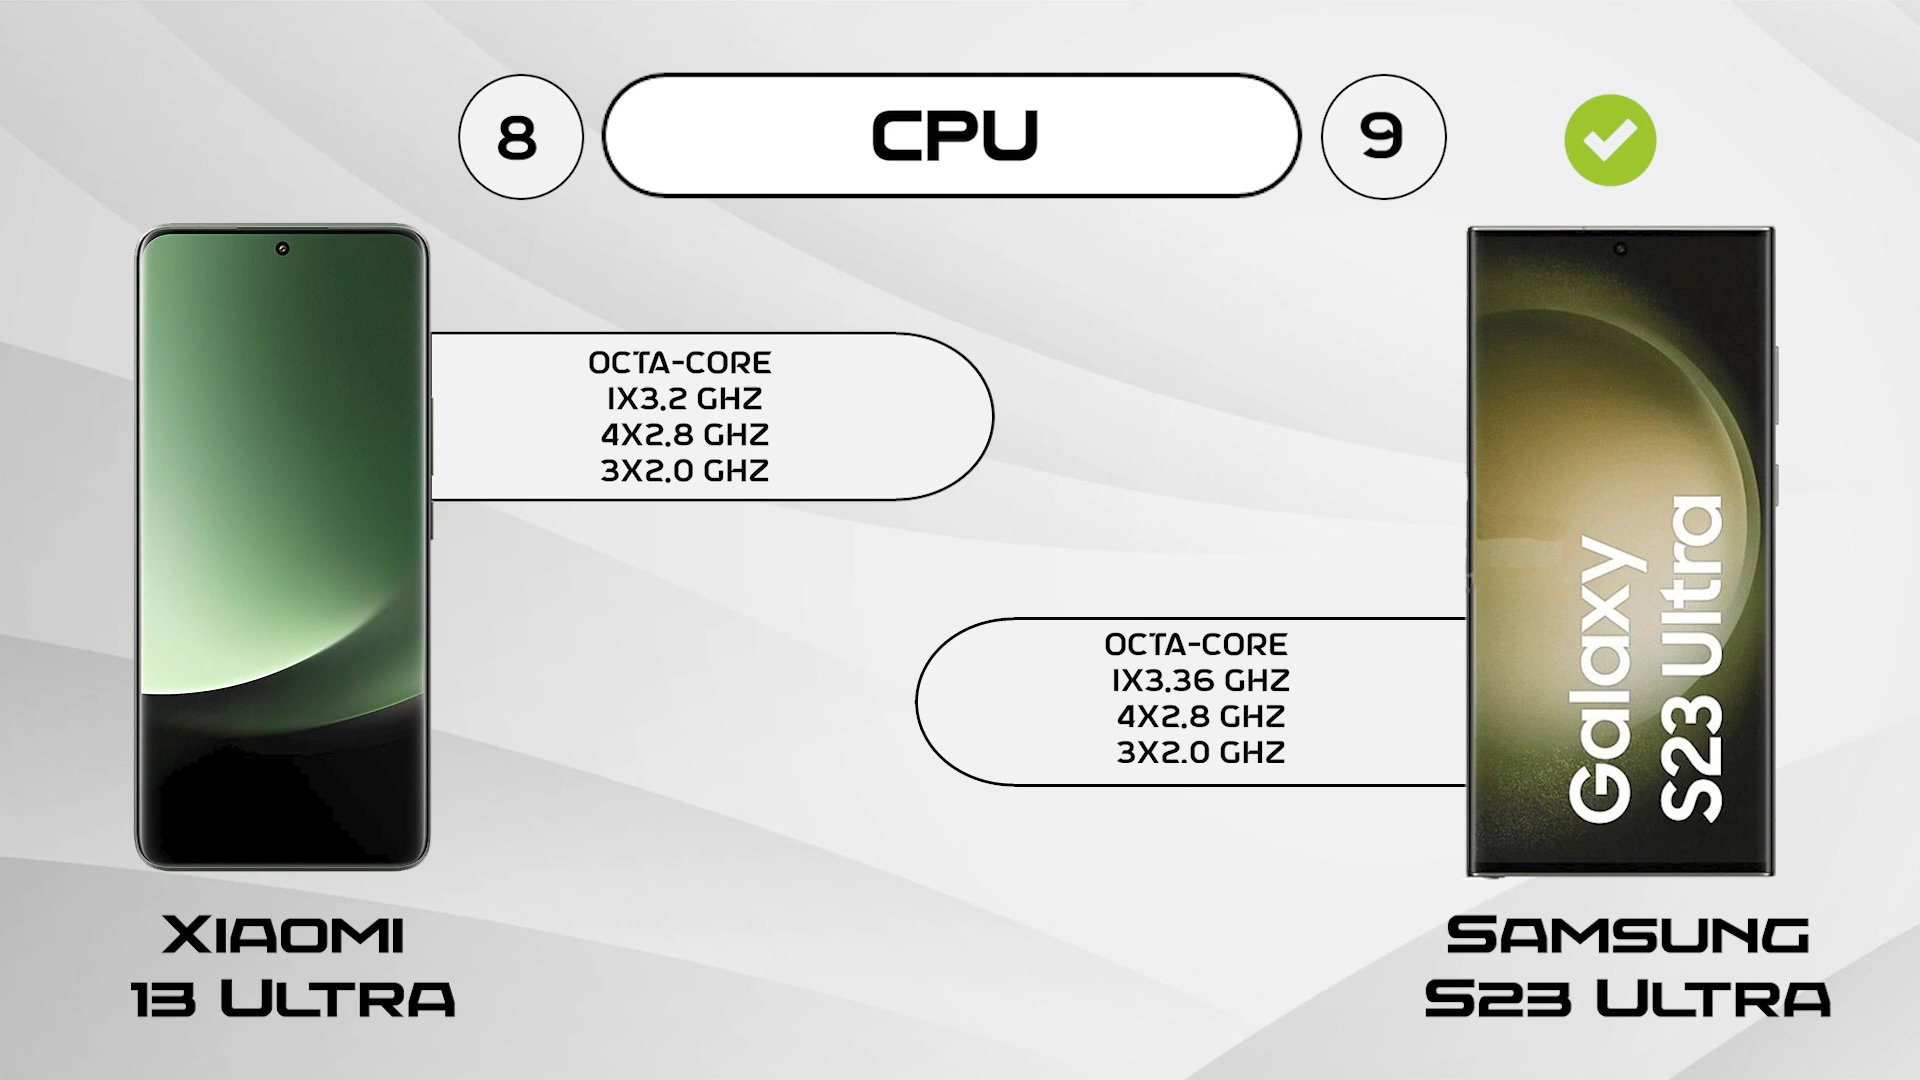 8
CPU
9
OCTA-CORE
1X3.2 GHZ
4X2.8 GHZ
3X2.0 GHZ
OCTA-CORE
1X3.36 GHZ
4X2.8 GHZ
3X2.0 GHZ
Galaxy
S23 Ultra
XIAOMI
13 ULTRA
SAMSUNG
S23 ULTRA